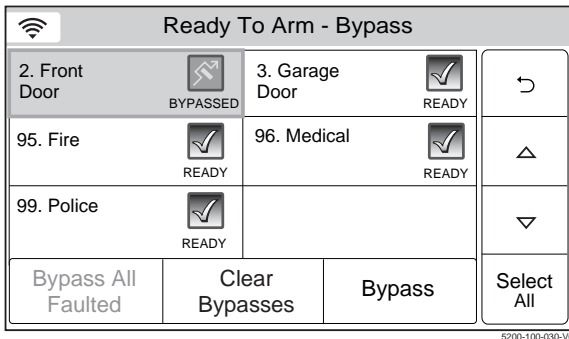 Ready To Arm - Bypass
2. Front
Door
BYPASSED
3. Garage
Door
READY
95. Fire
READY
96. Medical
READY
99. Police
READY
Bypass All
Faulted
Clear
Bypasses
Bypass
Select
All